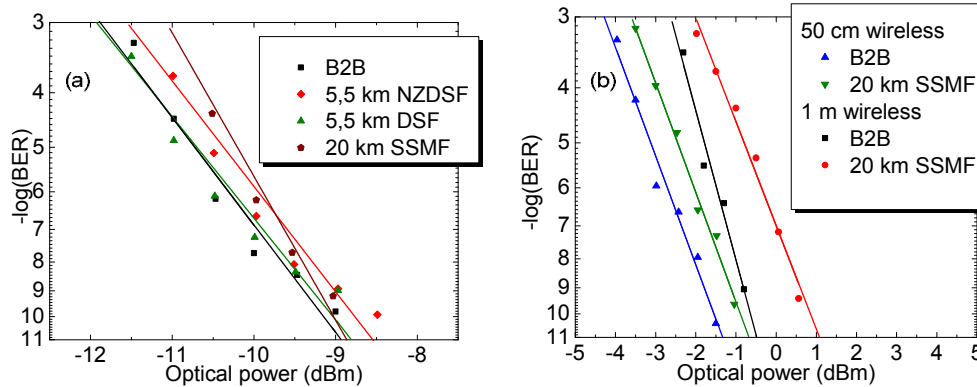 (a)
-log(BER)
3
4
5
6
7
8
9
10
11
-12
-11
-10
-9
-8
Optical power (dBm)
B2B
5,5 km NZDSF
5,5 km DSF
20 km SSMF
(b)
-log(BER)
3
4
5
6
7
8
9
10
11
-5
-4
-3
-2
-1
0
1
2
3
4
5
Optical power (dBm)
50 cm wireless
B2B
20 km SSMF
1 m wireless
B2B
20 km SSMF